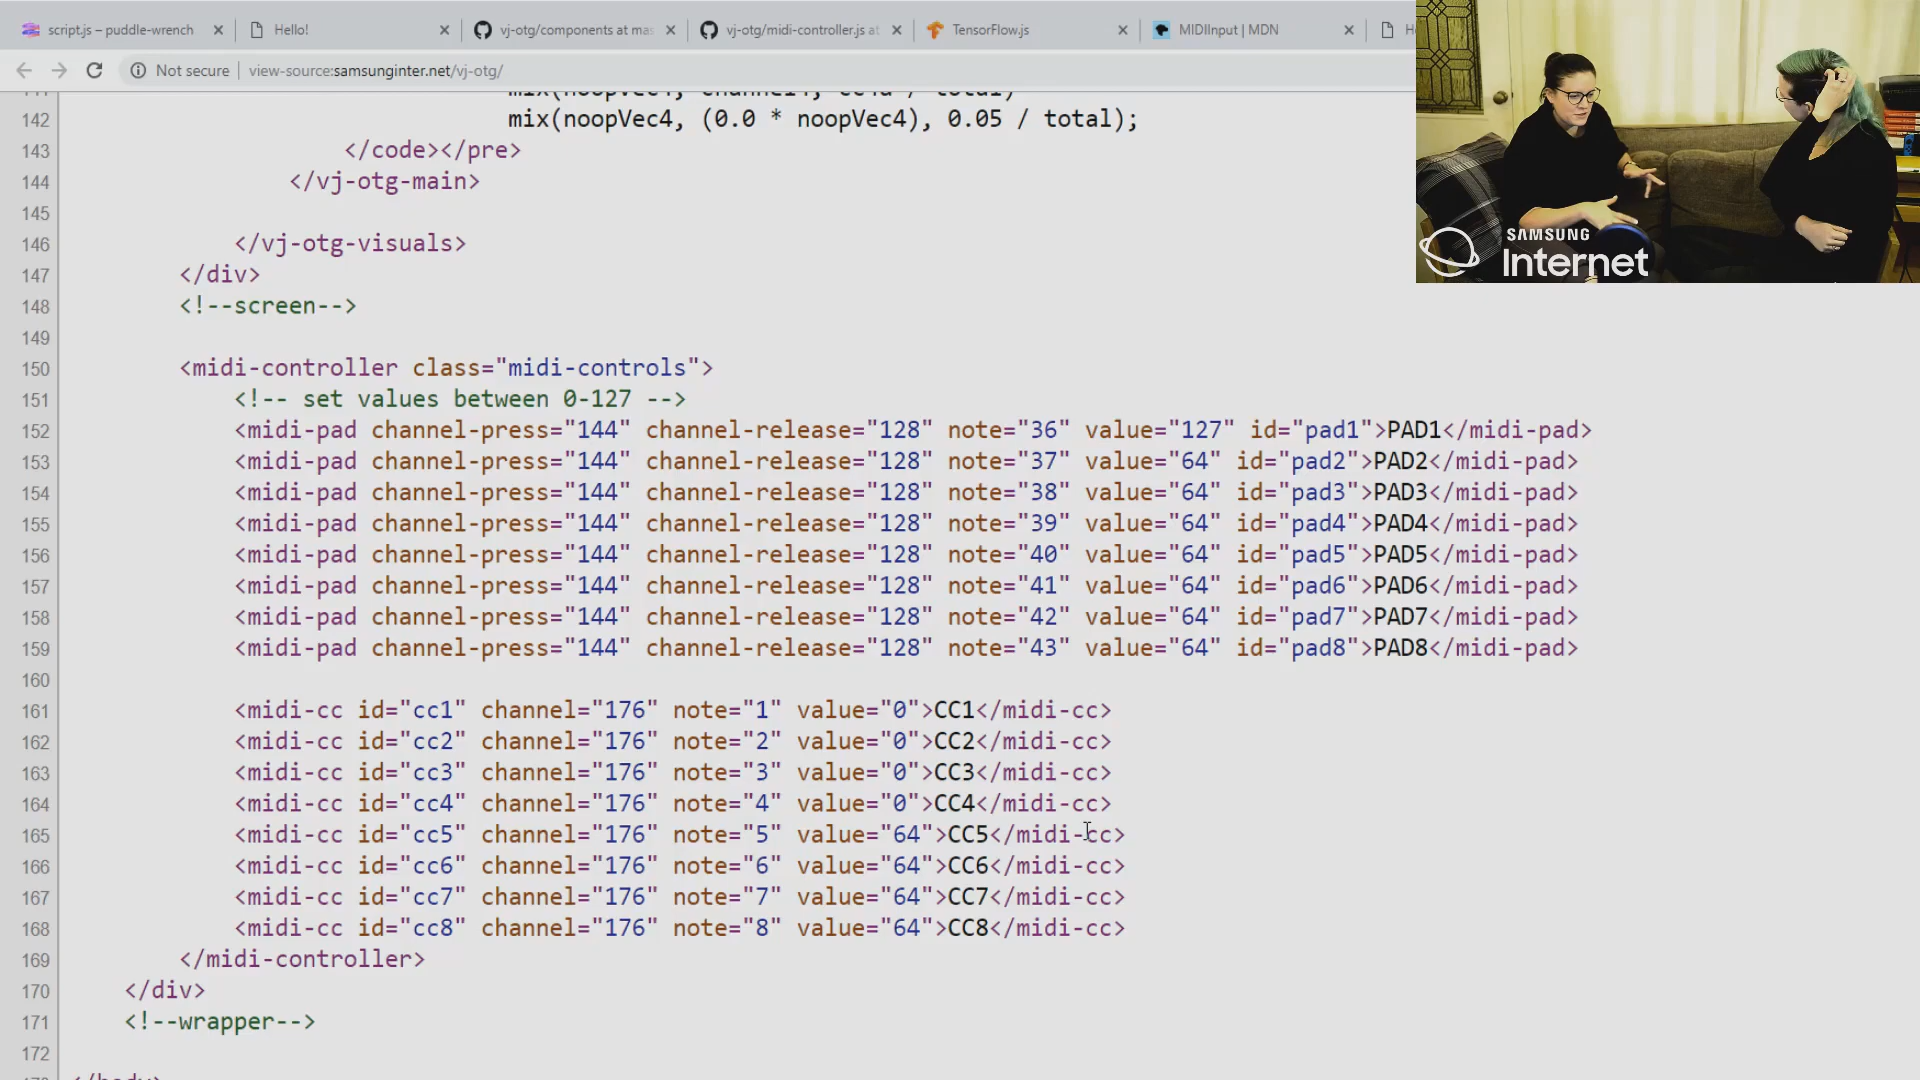 script.js – puddle-wrench
Hello!
vj-otg/components at mas
vj-otg/midi-controller.js at
TensorFlow.js
MIDIInput | MDN
Not secure
view-source:samsunginter.net/vj-otg/
142 mix(noopVec4, (0.0 * noopVec4), 0.05 / total);
143 </code></pre>
144 </vj-otg-main>
145
146 </vj-otg-visuals>
147 </div>
148 <!--screen-->
149
150 <midi-controller class="midi-controls">
151 <!-- set values between 0-127 -->
152 <midi-pad channel-press="144" channel-release="128" note="36" value="127" id="pad1">PAD1</midi-pad>
153 <midi-pad channel-press="144" channel-release="128" note="37" value="64" id="pad2">PAD2</midi-pad>
154 <midi-pad channel-press="144" channel-release="128" note="38" value="64" id="pad3">PAD3</midi-pad>
155 <midi-pad channel-press="144" channel-release="128" note="39" value="64" id="pad4">PAD4</midi-pad>
156 <midi-pad channel-press="144" channel-release="128" note="40" value="64" id="pad5">PAD5</midi-pad>
157 <midi-pad channel-press="144" channel-release="128" note="41" value="64" id="pad6">PAD6</midi-pad>
158 <midi-pad channel-press="144" channel-release="128" note="42" value="64" id="pad7">PAD7</midi-pad>
159 <midi-pad channel-press="144" channel-release="128" note="43" value="64" id="pad8">PAD8</midi-pad>
160
161 <midi-cc id="cc1" channel="176" note="1" value="0">CC1</midi-cc>
162 <midi-cc id="cc2" channel="176" note="2" value="0">CC2</midi-cc>
163 <midi-cc id="cc3" channel="176" note="3" value="0">CC3</midi-cc>
164 <midi-cc id="cc4" channel="176" note="4" value="0">CC4</midi-cc>
165 <midi-cc id="cc5" channel="176" note="5" value="64">CC5</midi-cc>
166 <midi-cc id="cc6" channel="176" note="6" value="64">CC6</midi-cc>
167 <midi-cc id="cc7" channel="176" note="7" value="64">CC7</midi-cc>
168 <midi-cc id="cc8" channel="176" note="8" value="64">CC8</midi-cc>
169 </midi-controller>
170 </div>
171 <!--wrapper-->
172
SAMSUNG
Internet